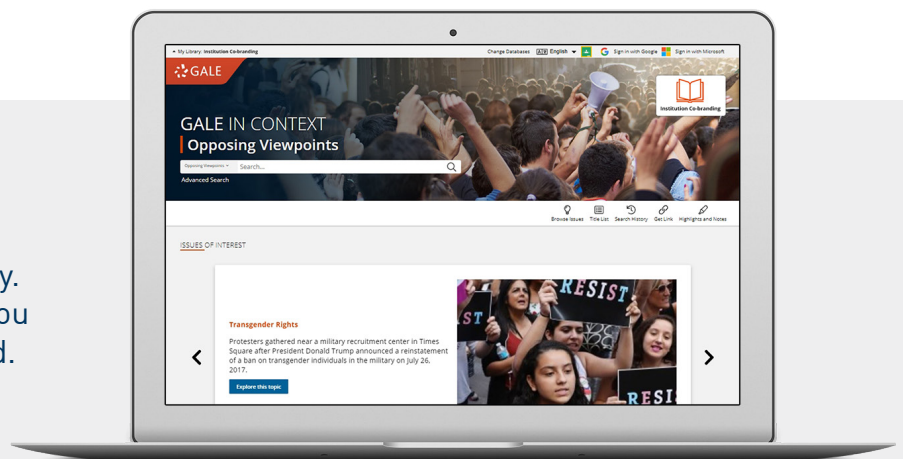 My Library: Institution Co-branding
Change Databases
English
Sign in with Google
Sign in with Microsoft
GALE
Institution Co-branding
GALE IN CONTEXT
Opposing Viewpoints
Opposing Viewpoints
Search...
Advanced Search
Browse Issues
Title List
Search History
Get Link
Highlights and Notes
ISSUES OF INTEREST
y.
ou
d.
Transgender Rights
Protesters gathered near a military recruitment center in Times
Square after President Donald Trump announced a reinstatement
of a ban on transgender individuals in the military on July 26,
2017.
Explore this topic
RESIST
IST
RESIST